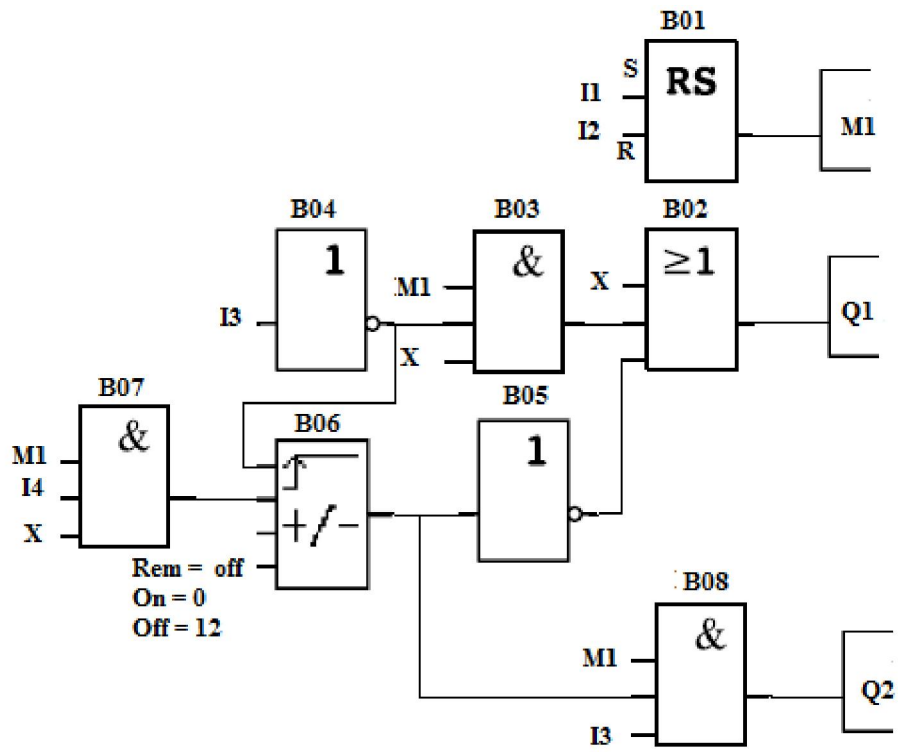 B01
S
RS
I1
I2
R
M1
B04
B03
B02
1
&
≥1
M1
X
I3
Q1
X
B07
B06
B05
&
1
M1
I4
+/-
X
Rem = off
On = 0
Off = 12
B08
&
M1
Q2
I3